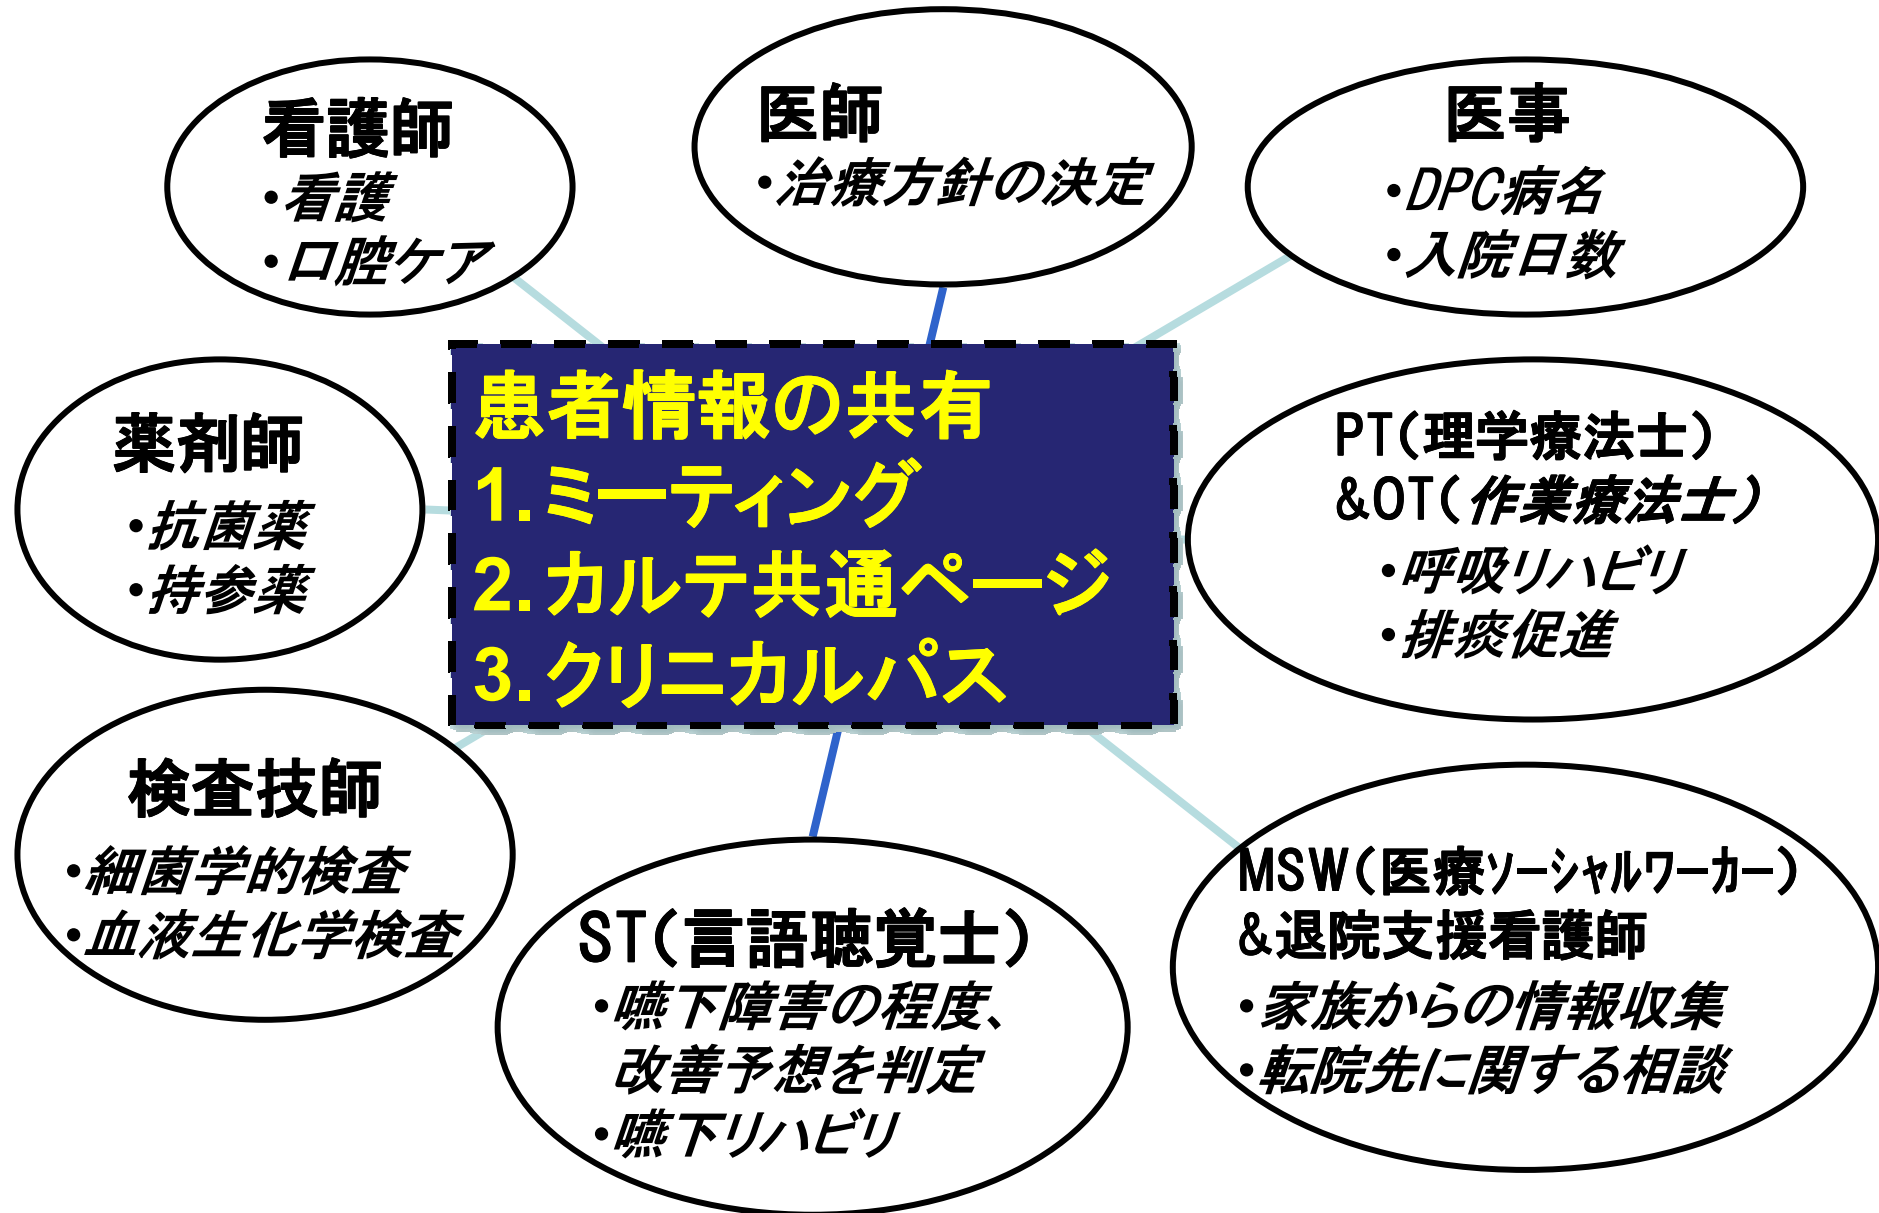 看護師
・看護
・口腔ケア
医師
・治療方針の決定
医事
・DPC病名
・入院日数
薬剤師
・抗菌薬
・持参薬
患者情報の共有
1.ミーティング
2.カルテ共通ページ
3.クリニカルパス
PT(理学療法士)
&OT(作業療法士)
・呼吸リハビリ
・排痰促進
検査技師
・細菌学的検査
・血液生化学検査
ST(言語聴覚士)
・嚥下障害の程度、
改善予想を判定
・嚥下リハビリ
MSW(医療ソーシャルワーカー)
&退院支援看護師
・家族からの情報収集
・転院先に関する相談